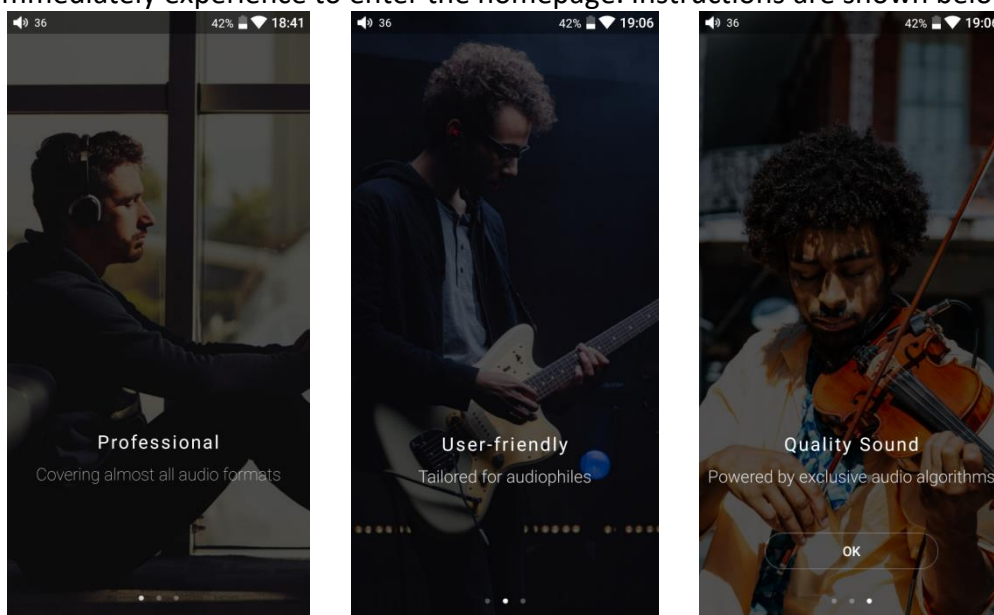 immediately experience to enter the homepage. Instructions are shown below
36 42% 18:41
Professional
Covering almost all audio formats
36 42% 19:06
User-friendly
Tailored for audiophiles
36 42% 19:06
Quality Sound
Powered by exclusive audio algorithms
OK